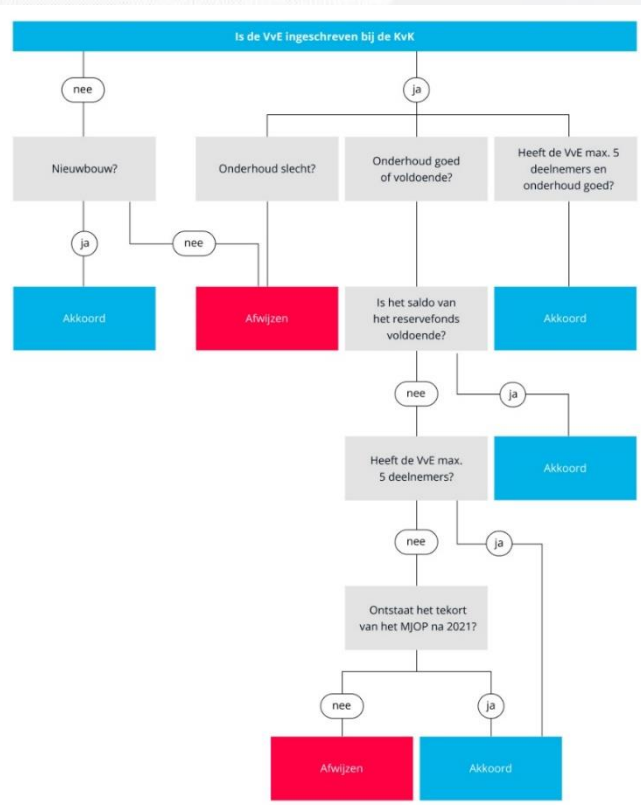 Is de VvE ingeschreven bij de KvK
nee
ja
Nieuwbouw?
Onderhoud slecht?
Onderhoud goed
of voldoende?
Heeft de VvE max. 5
deelnemers en
onderhoud goed?
ja
nee
Akkoord
Afwijzen
Is het saldo van
het reservefonds
voldoende?
Akkoord
nee
ja
Heeft de VvE max.
5 deelnemers?
Akkoord
nee
ja
Ontstaat het tekort
van het MJOP na 2021?
nee
ja
Afwijzen
Akkoord